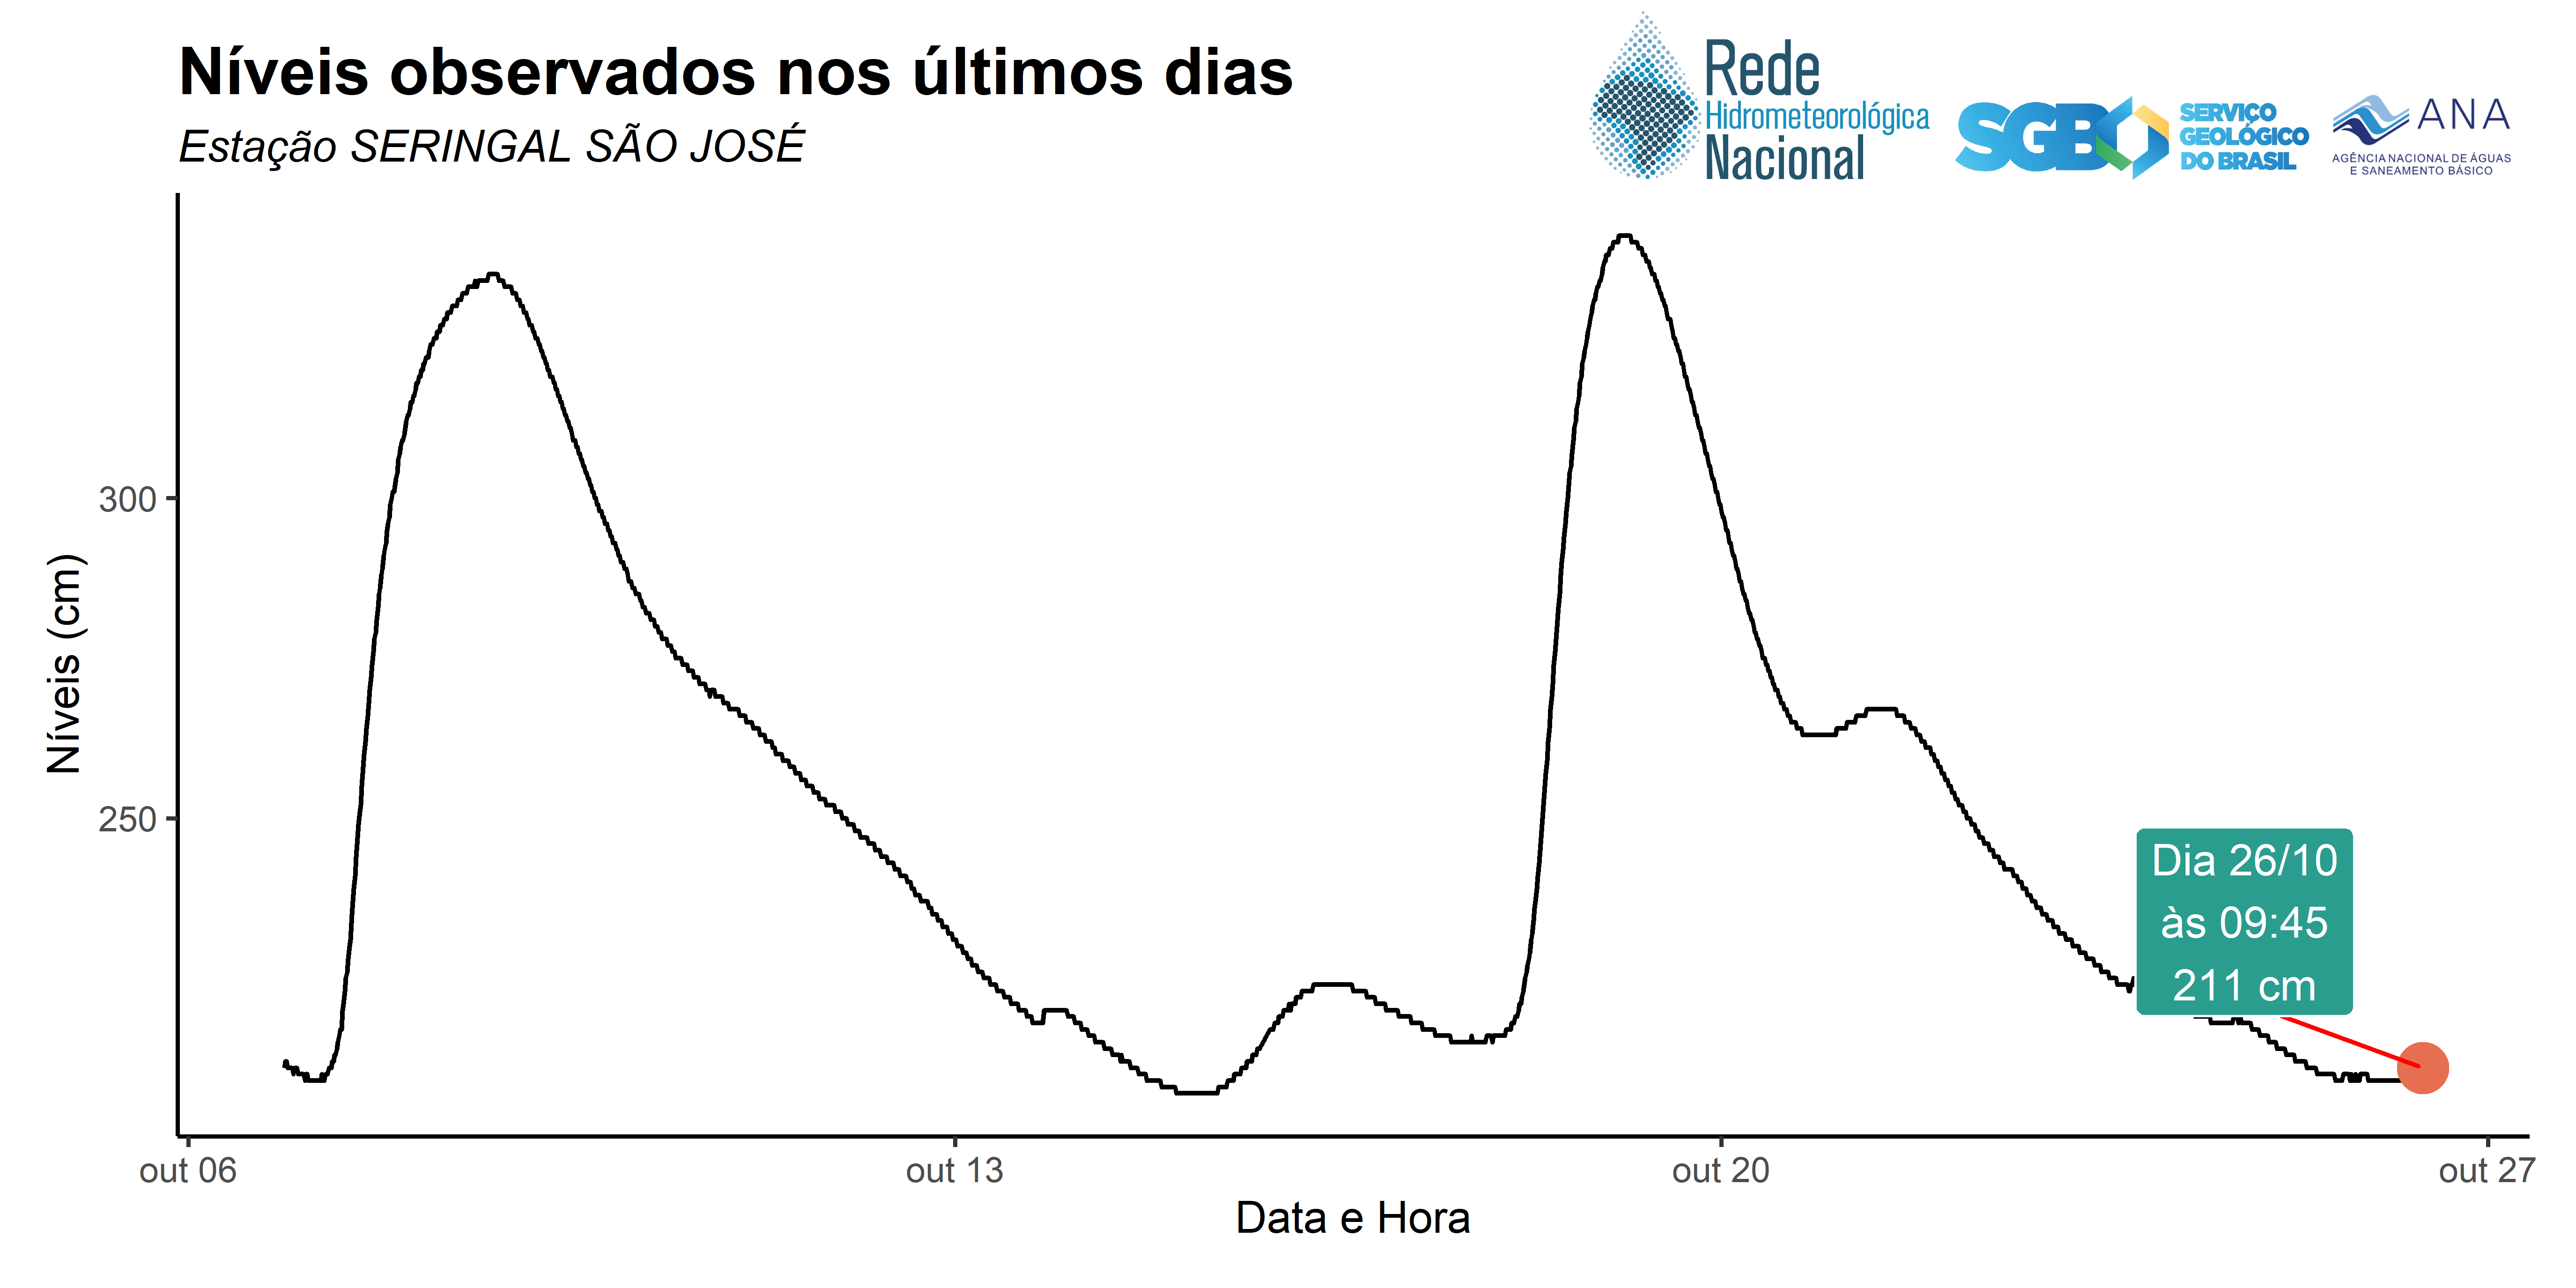 Níveis observados nos últimos dias
Estação SERINGAL SÃO JOSÉ
Rede
Hidrometeorológica
Nacional
SGB
SERVIÇO
GEOLÓGICO
DO BRASIL
ANA
AGÊNCIA NACIONAL DE ÁGUAS
E SANEAMENTO BÁSICO
Níveis (cm)
300
250
Dia 26/10
às 09:45
211 cm
out 06
out 13
out 20
out 27
Data e Hora